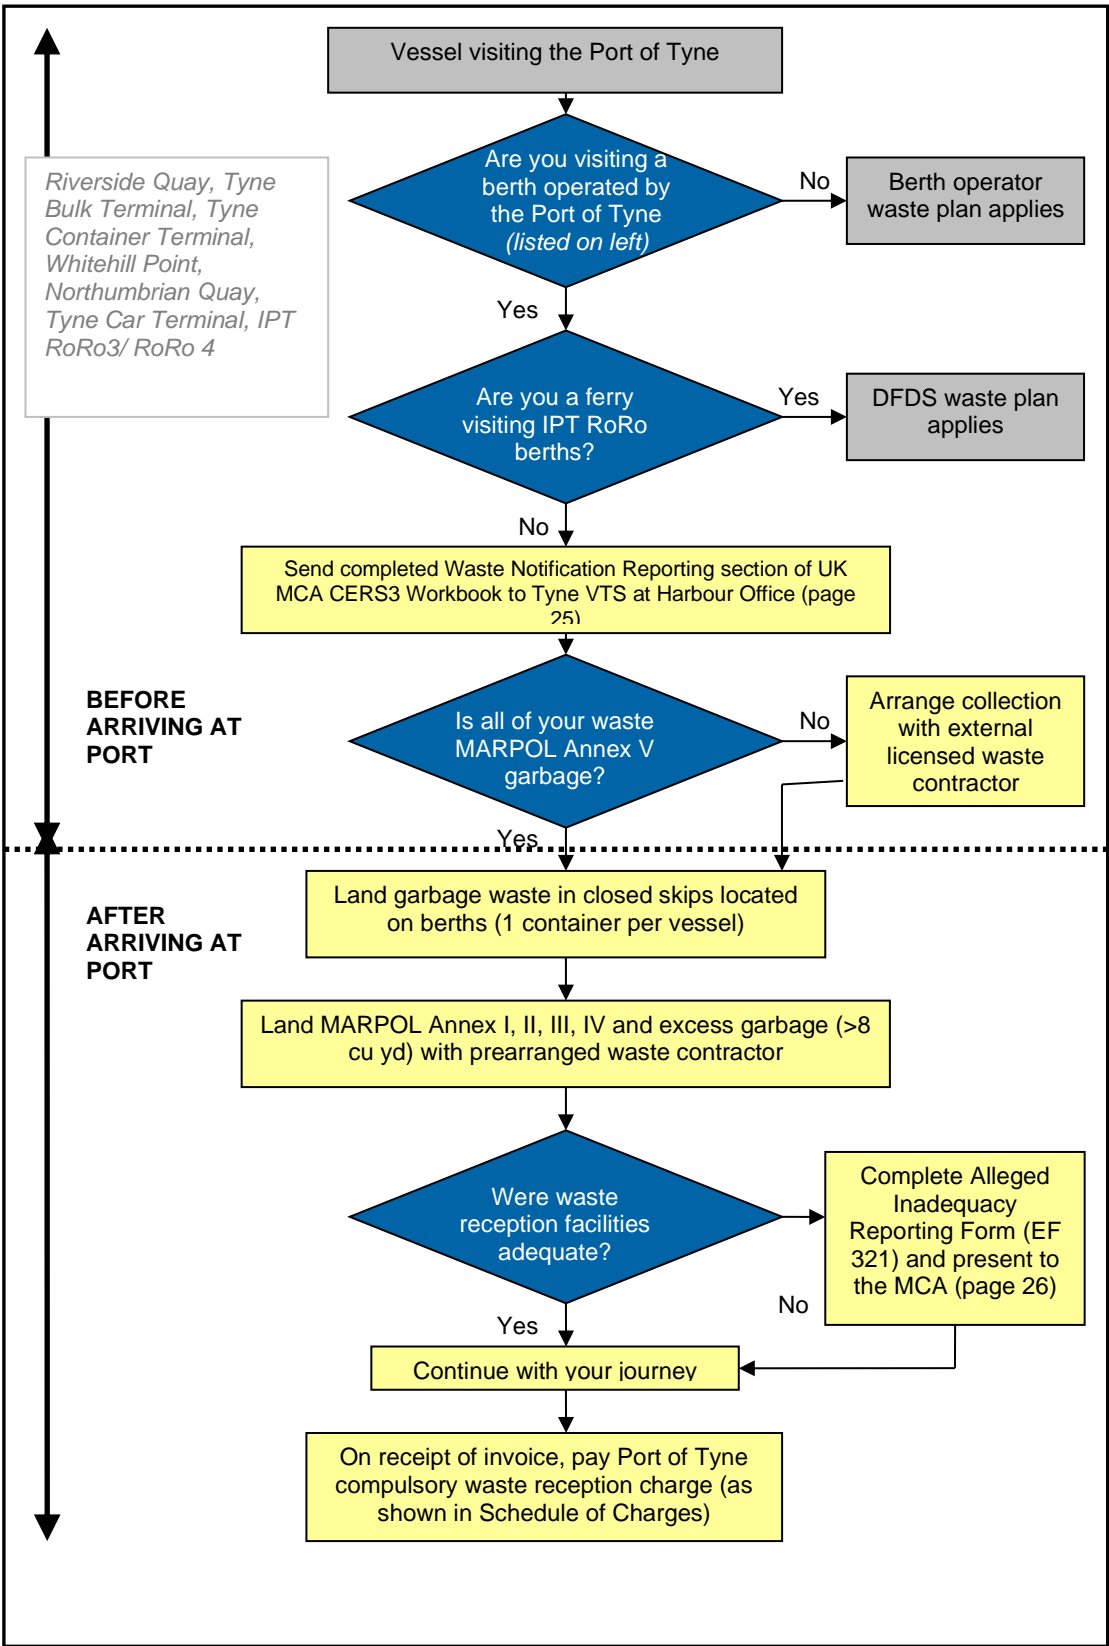 Vessel visiting the Port of Tyne
Are you visiting a
berth operated by
the Port of Tyne
(listed on left)
No
Berth operator
waste plan applies
Riverside Quay, Tyne
Bulk Terminal, Tyne
Container Terminal,
Whitehill Point,
Northumbrian Quay,
Tyne Car Terminal, IPT
RoRo3/ RoRo 4
Yes
Are you a ferry
visiting IPT RoRo
berths?
Yes
DFDS waste plan
applies
No
Send completed Waste Notification Reporting section of UK
MCA CERS3 Workbook to Tyne VTS at Harbour Office (page
25)
BEFORE
ARRIVING AT
PORT
Is all of your waste
MARPOL Annex V
garbage?
No
Arrange collection
with external
licensed waste
contractor
Yes
AFTER
ARRIVING AT
PORT
Land garbage waste in closed skips located
on berths (1 container per vessel)
Land MARPOL Annex I, II, III, IV and excess garbage (>8
cu yd) with prearranged waste contractor
Were waste
reception facilities
adequate?
Complete Alleged
Inadequacy
Reporting Form (EF
321) and present to
the MCA (page 26)
No
Yes
Continue with your journey
On receipt of invoice, pay Port of Tyne
compulsory waste reception charge (as
shown in Schedule of Charges)